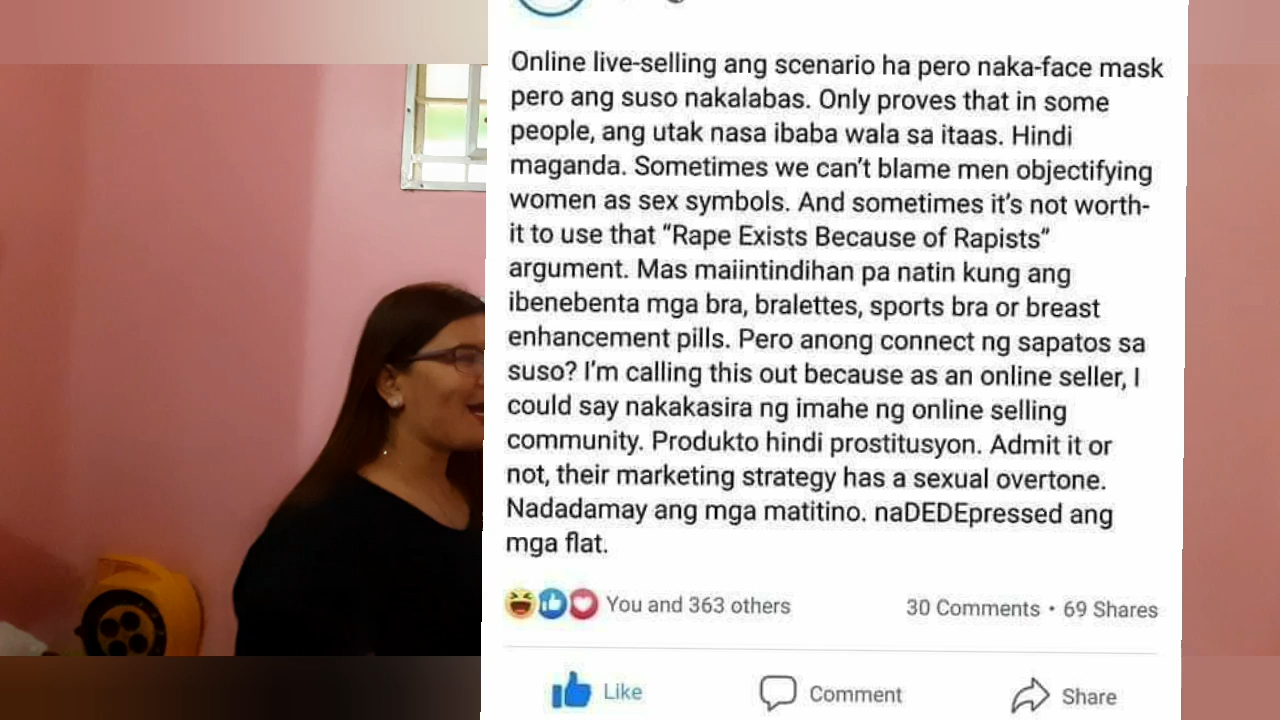 Online live-selling ang scenario ha pero naka-face mask
pero ang suso nakalabas. Only proves that in some
people, ang utak nasa ibaba wala sa itaas. Hindi
maganda. Sometimes we can't blame men objectifying
women as sex symbols. And sometimes it's not worth-
it to use that “Rape Exists Because of Rapists”
argument. Mas maiintindihan pa natin kung ang
ibenebenta mga bra, bralettes, sports bra or breast
enhancement pills. Pero anong connect ng sapatos sa
suso? I'm calling this out because as an online seller, I
could say nakakasira ng imahe ng online selling
community. Produkto hindi prostitusyon. Admit it or
not, their marketing strategy has a sexual overtone.
Nadadamay ang mga matitino. naDEDEpressed ang
mga flat.
You and 363 others 30 Comments • 69 Shares
Like Comment Share